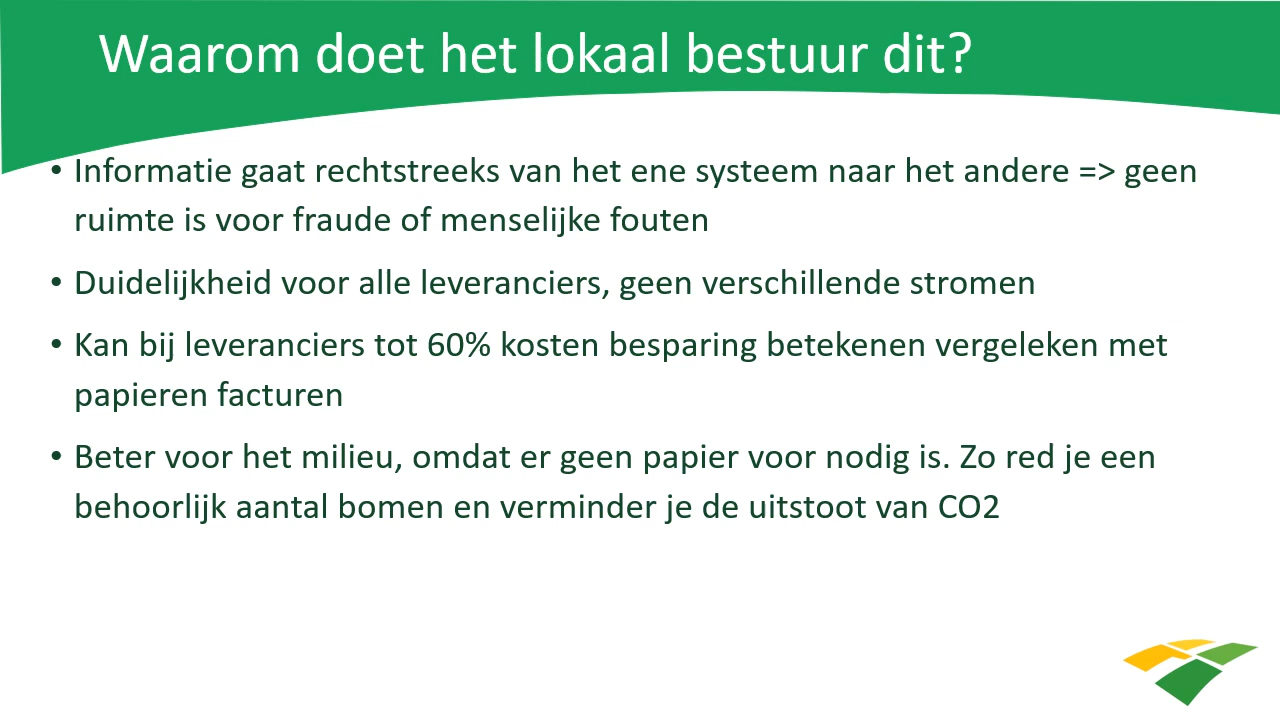 Waarom doet het lokaal bestuur dit?
• Informatie gaat rechtstreeks van het ene systeem naar het andere => geen
ruimte is voor fraude of menselijke fouten
• Duidelijkheid voor alle leveranciers, geen verschillende stromen
• Kan bij leveranciers tot 60% kosten besparing betekenen vergeleken met
papieren facturen
• Beter voor het milieu, omdat er geen papier voor nodig is. Zo red je een
behoorlijk aantal bomen en verminder je de uitstoot van CO2